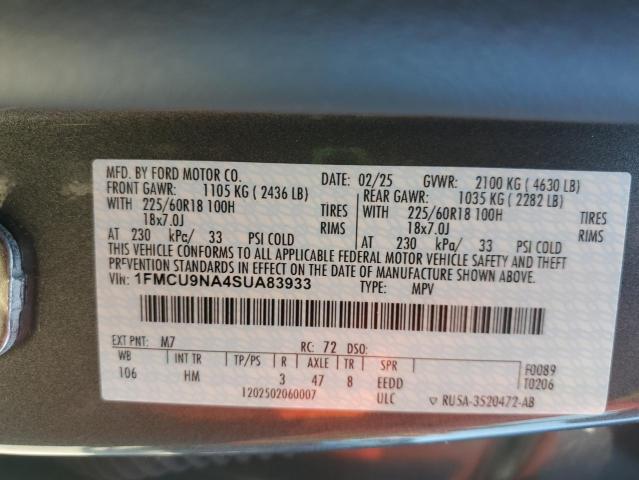 MFD. BY FORD MOTOR CO.
DATE: 02/25 GVWR: 2100 KG ( 4630 LB)
FRONT GAWR: 1105 KG ( 2436 LB) REAR GAWR: 1035 KG ( 2282 LB)
WITH 225/60R18 100H TIRES WITH 225/60R18 100H TIRES
18x7.0J 18x7.0J
AT 230 kPa/ 33 PSI COLD AT 230 kPa/ 33 PSI COLD
THIS VEHICLE CONFORMS TO ALL APPLICABLE FEDERAL MOTOR VEHICLE SAFETY AND THEFT
PREVENTION STANDARDS IN EFFECT ON THE DATE OF MANUFACTURE SHOWN ABOVE.
VIN: 1FMCU9NA4SUA83933 TYPE: MPV
EXT PNT: M7 RC: 72 DSO:
WB INT TR TP/PS R AXLE TR SPR F0089
106 HM 3 47 8 EEDD T0206
1202502060007 ULC ▽ RUSA-3520472-AB